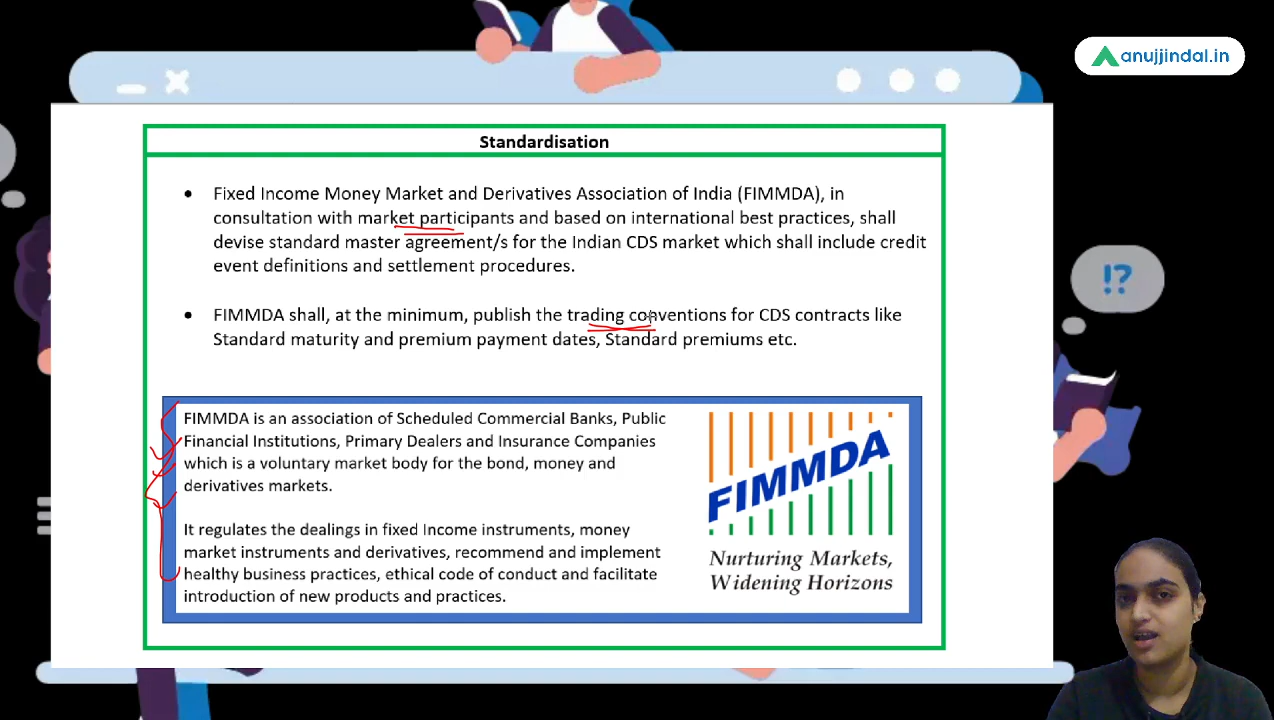 anujjindal.in
Standardisation
• Fixed Income Money Market and Derivatives Association of India (FIMMDA), in
consultation with market participants and based on international best practices, shall
devise standard master agreement/s for the Indian CDS market which shall include credit
event definitions and settlement procedures.
• FIMMDA shall, at the minimum, publish the trading conventions for CDS contracts like
Standard maturity and premium payment dates, Standard premiums etc.
FIMMDA is an association of Scheduled Commercial Banks, Public
Financial Institutions, Primary Dealers and Insurance Companies
which is a voluntary market body for the bond, money and
derivatives markets.
It regulates the dealings in fixed Income instruments, money
market instruments and derivatives, recommend and implement
healthy business practices, ethical code of conduct and facilitate
introduction of new products and practices.
FIMMDA
Nurturing Markets,
Widening Horizons
!?